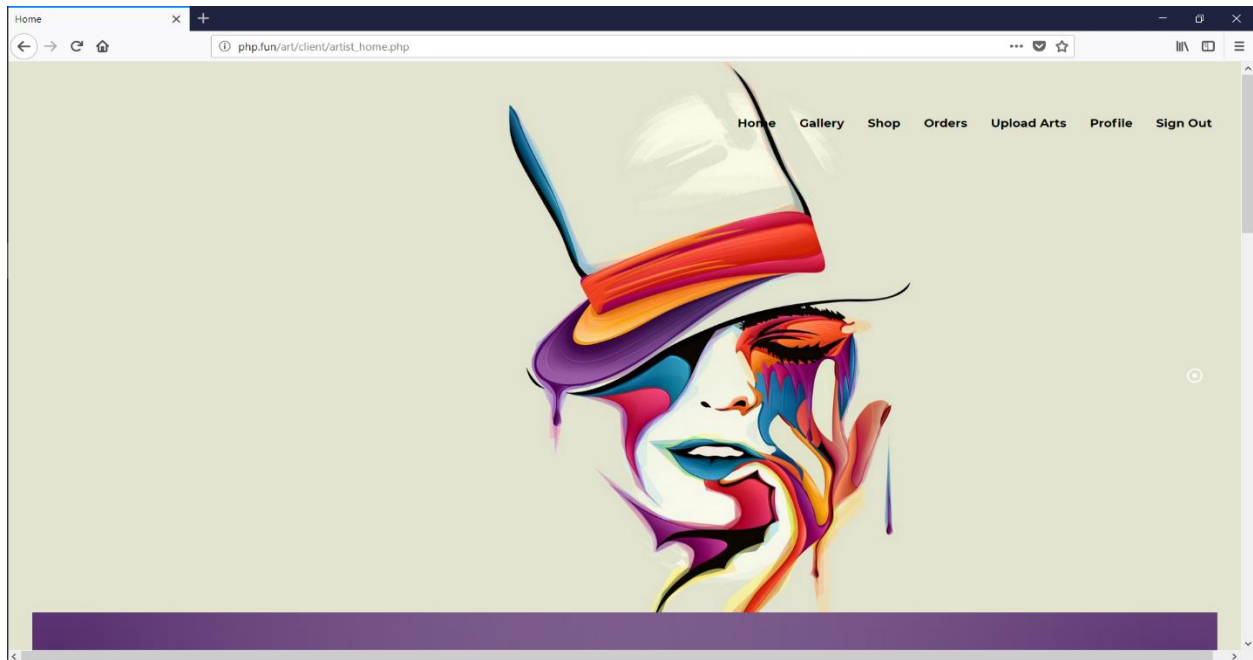 Home
php.fun/art/client/artist_home.php
Home Gallery Shop Orders Upload Arts Profile Sign Out